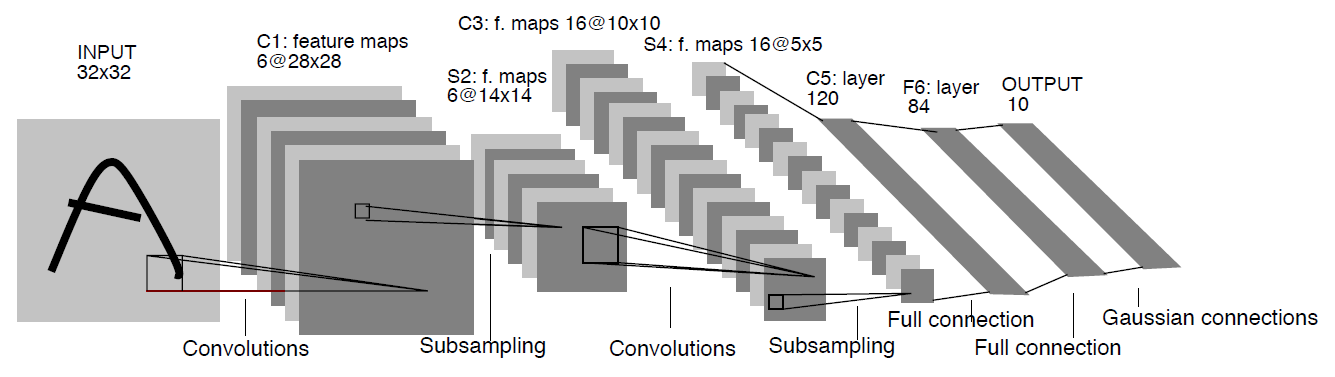 INPUT
32x32
C1: feature maps
6@28x28
S2: f. maps
6@14x14
C3: f. maps 16@10x10
S4: f. maps 16@5x5
C5: layer
120
F6: layer
84
OUTPUT
10
Convolutions
Subsampling
Convolutions
Subsampling
Full connection
Full connection
Gaussian connections
A